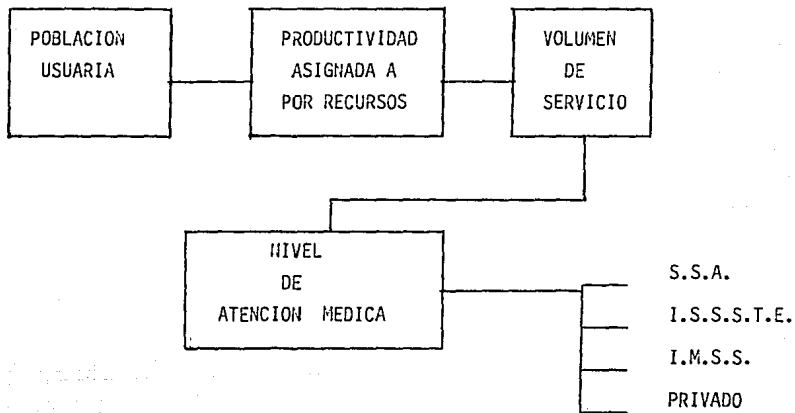 POBLACION
USUARIA
PRODUCTIVIDAD
ASIGNADA A
POR RECURSOS
VOLUMEN
DE
SERVICIO
NIVEL
DE
ATENCION MEDICA
S.S.A.
I.S.S.S.T.E.
I.M.S.S.
PRIVADO